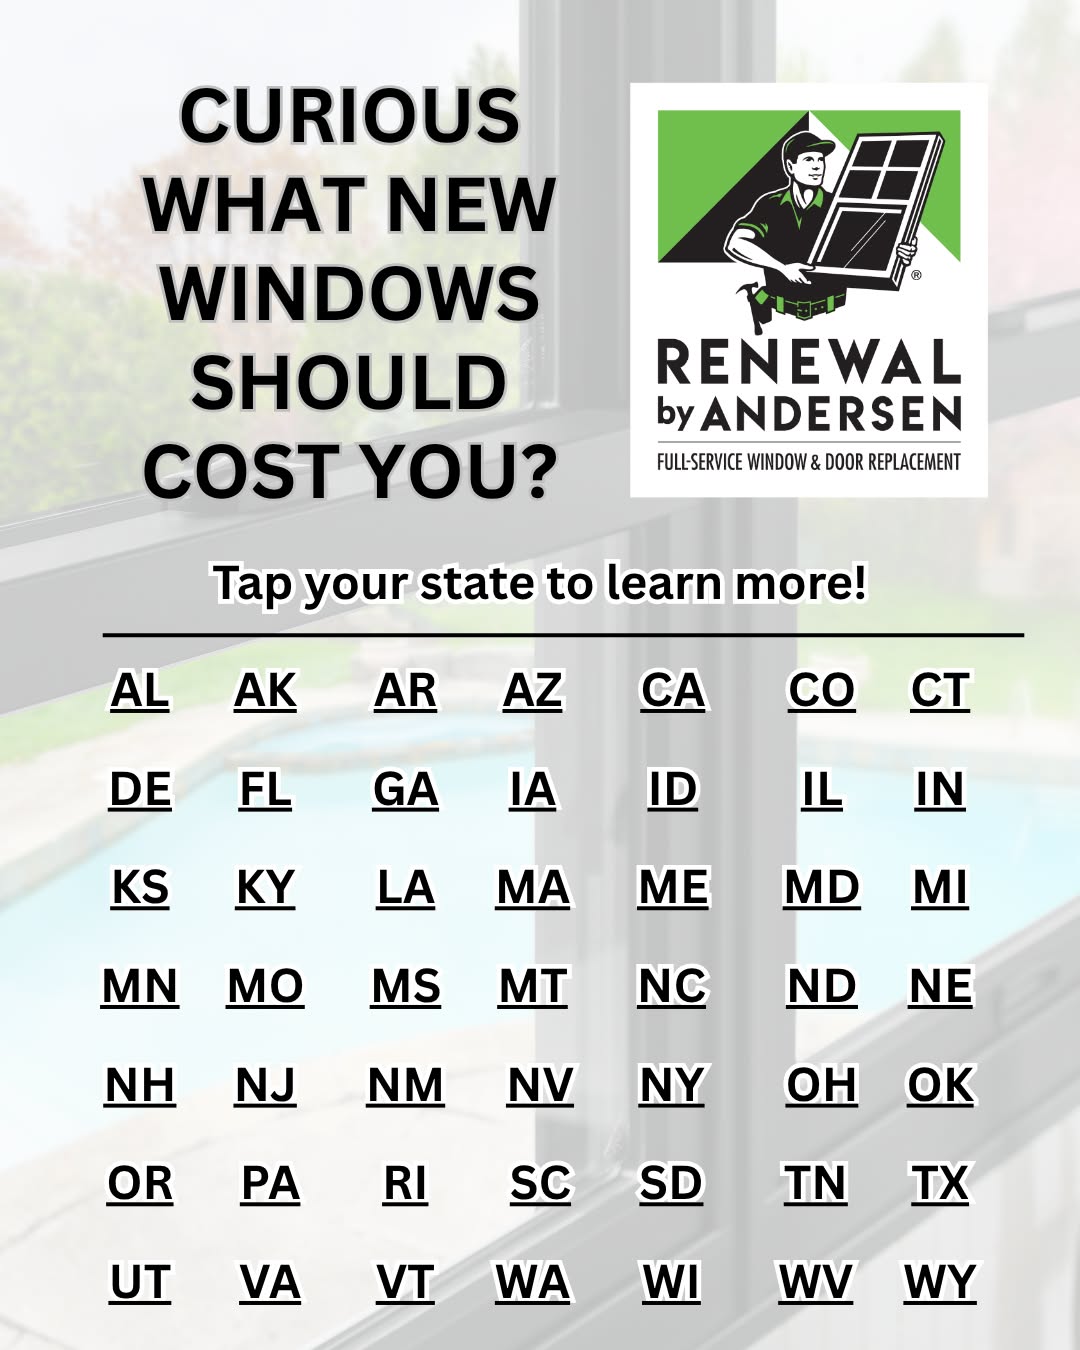 CURIOUS
WHAT NEW
WINDOWS
SHOULD
COST YOU?
®
RENEWAL
by ANDERSEN
FULL-SERVICE WINDOW & DOOR REPLACEMENT
Tap your state to learn more!
AL AK AR AZ CA CO CT
DE FL GA IA ID IL IN
KS KY LA MA ME MD MI
MN MO MS MT NC ND NE
NH NJ NM NV NY OH OK
OR PA RI SC SD TN TX
UT VA VT WA WI WV WY